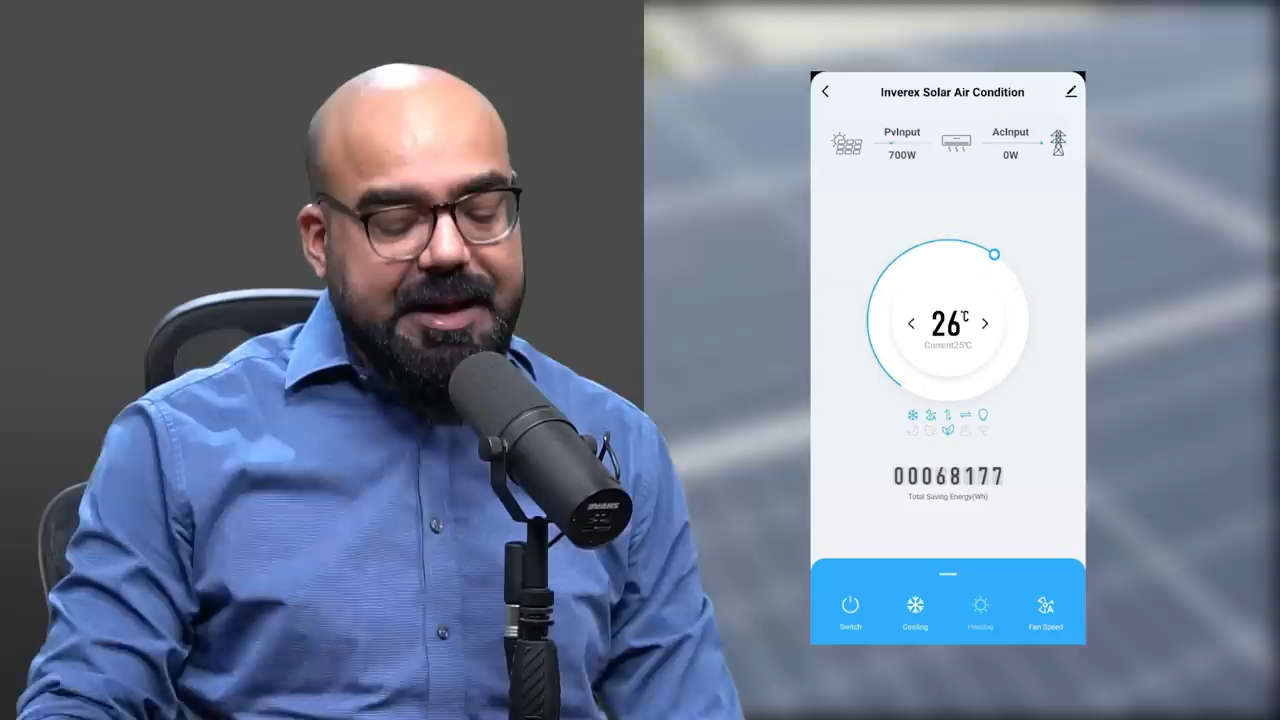 Inverex Solar Air Condition
PvInput
AcInput
700W
0W
26℃
Current25℃
00068177
Total Saving Energy(Wh)
Switch
Cooling
Heating
Fan Speed
SHURE